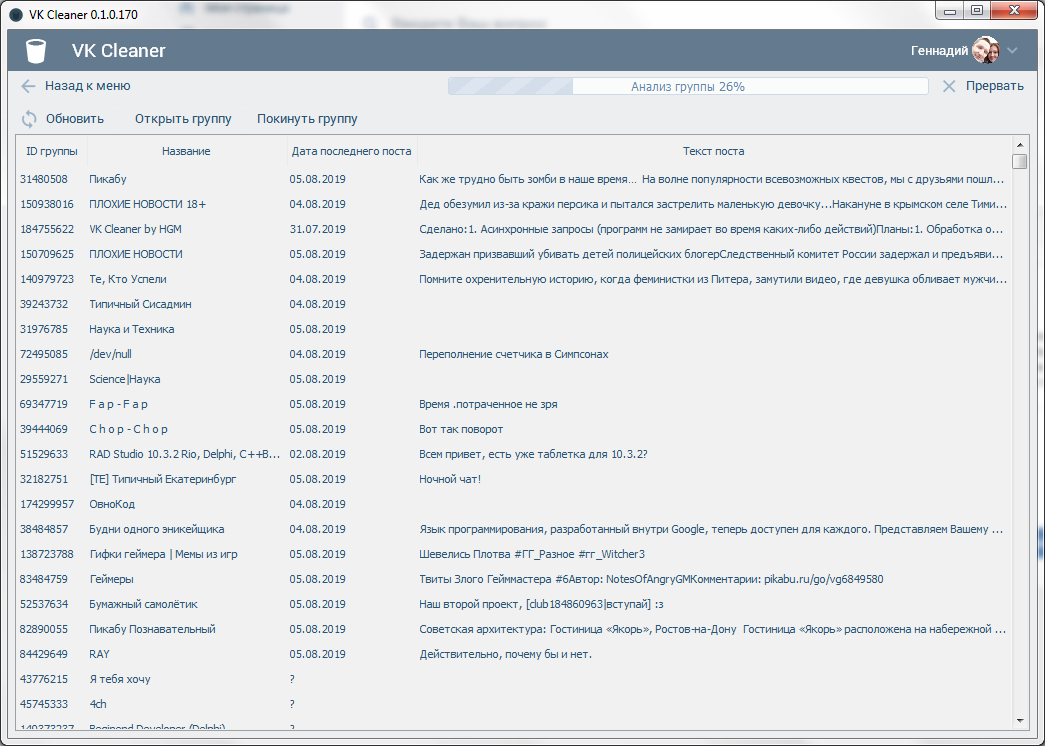 VK Cleaner 0.1.0.170
VK Cleaner
Геннадий
Назад к меню
Анализ группы 26%
Прервать
Обновить Открыть группу Покинуть группу
ID группы Название Дата последнего поста Текст поста
31480508 Пикабу 05.08.2019 Как же трудно быть зомби в наше время... На волне популярности всевозможных квестов, мы с друзьями пошл...
150938016 ПЛОХИЕ НОВОСТИ 18+ 04.08.2019 Дед обезумил из-за кражи персика и пытался застрелить маленькую девочку...Накануне в крымском селе Тими...
184755622 VK Cleaner by HGM 31.07.2019 Сделано:1. Асинхронные запросы (программ не замирает во время каких-либо действий)Планы:1. Обработка о...
150709625 ПЛОХИЕ НОВОСТИ 05.08.2019 Задержан призвавший убивать детей полицейских блогерСледственный комитет России задержал и предъяви...
140979723 Те, Кто Успели 04.08.2019 Помните охренительную историю, когда феминистки из Питера, замутили видео, где девушка обливает мужчи...
39243732 Типичный Сисадмин 04.08.2019
31976785 Наука и Техника 05.08.2019
72495085 /dev/null 04.08.2019 Переполнение счетчика в Симпсонах
29559271 Science|Наука 05.08.2019
69347719 F a p - F a p 05.08.2019 Время .потраченное не зря
39444069 C h o p - C h o p 05.08.2019 Вот так поворот
51529633 RAD Studio 10.3.2 Rio, Delphi, C++B... 02.08.2019 Всем привет, есть уже таблетка для 10.3.2?
32182751 [ТЕ] Типичный Екатеринбург 05.08.2019 Ночной чат!
174299957 ОвноКод 04.08.2019
38484857 Будни одного эникейщика 04.08.2019 Язык программирования, разработанный внутри Google, теперь доступен для каждого. Представляем Вашему ...
138723788 Гифки геймера | Мемы из игр 05.08.2019 Шевелись Плотва #ГГ_Разное #гг_Witcher3
83484759 Геймеры 05.08.2019 Твиты Злого Гейммастера #6Автор: NotesOfAngryGMКомментарии: pikabu.ru/go/vg6849580
52537634 Бумажный самолётик 05.08.2019 Наш второй проект, [club184860963|вступай] :з
82890055 Пикабу Познавательный 05.08.2019 Советская архитектура: Гостиница «Якорь», Ростов-на-Дону Гостиница «Якорь» расположена на набережной ...
84429649 RAY 05.08.2019 Действительно, почему бы и нет.
43776215 Я тебя хочу ?
45745333 4ch ?